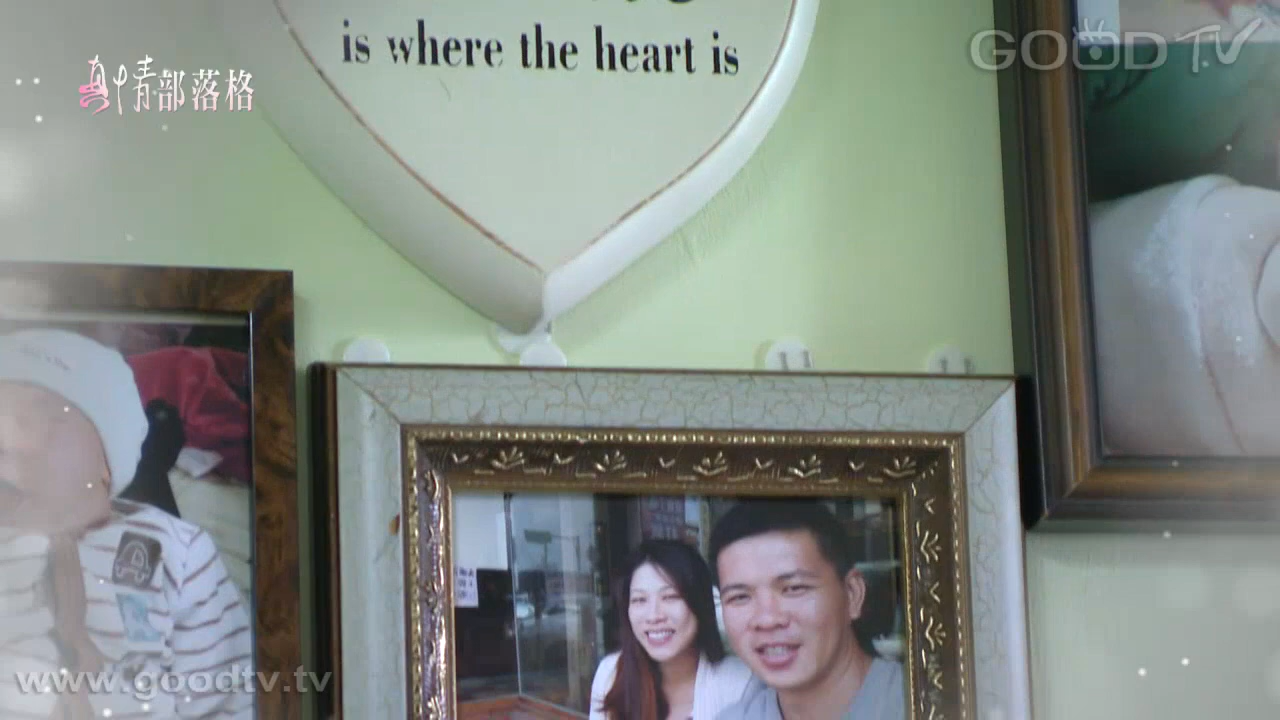 is where the heart is
真情部落格
GOOD TV
www.goodtv.tv